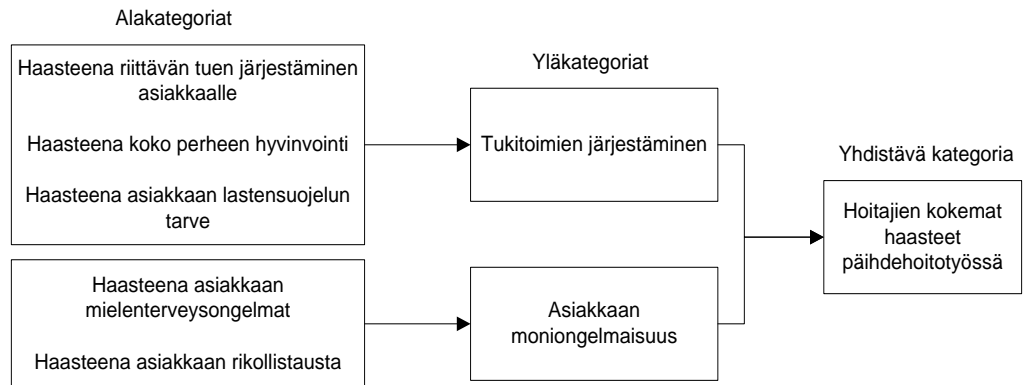 Alakategoriat
Haasteena riittävän tuen järjestäminen
asiakkaalle
Haasteena koko perheen hyvinvointi
Haasteena asiakkaan lastensuojelun
tarve
Haasteena asiakkaan
mielenterveysongelmat
Haasteena asiakkaan rikollistausta
Yläkategoriat
Tukitoimien järjestäminen
Asiakkaan
moniongelmaisuus
Yhdistävä kategoria
Hoitajien kokemat
haasteet
päihdehoitotyössä